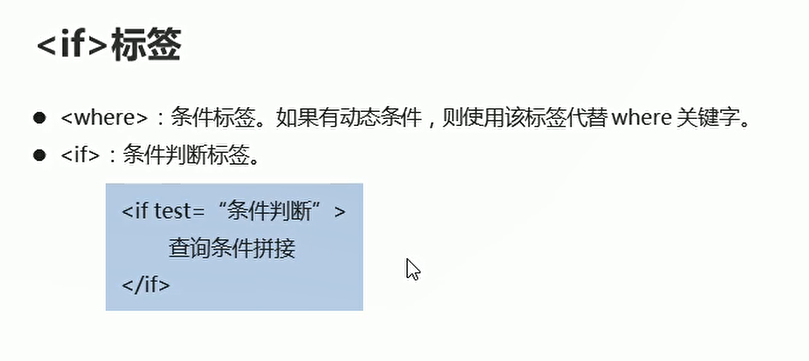 <if>标签
● <where>：条件标签。如果有动态条件，则使用该标签代替 where 关键字。
● <if>：条件判断标签。
<if test= “条件判断” >
查询条件拼接
</if>